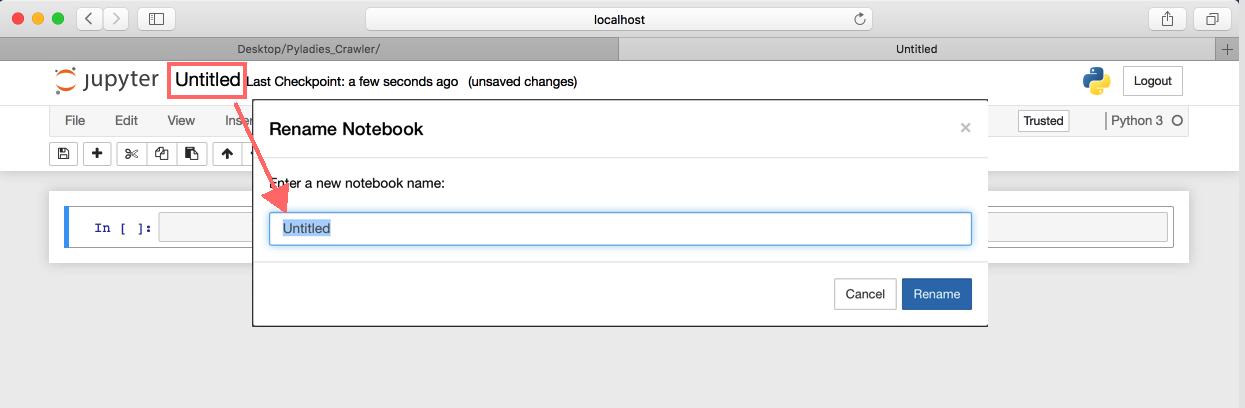 localhost
Desktop/Pyladies_Crawler/
Untitled
jupyter Untitled Last Checkpoint: a few seconds ago (unsaved changes)
Logout
File Edit View
Trusted
Python 3
Rename Notebook
Enter a new notebook name:
Untitled
In [ ]:
Cancel
Rename